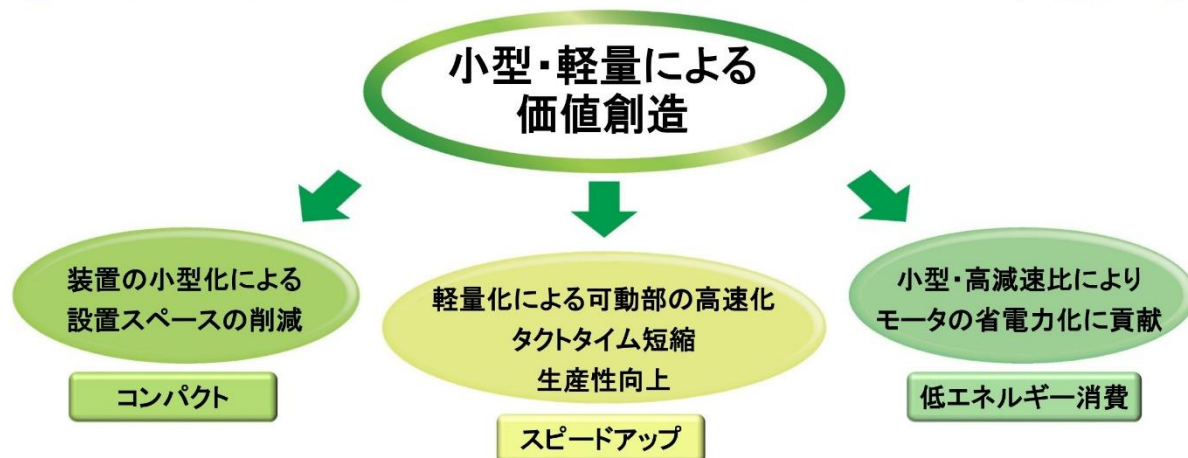 小型・軽量による
価値創造
装置の小型化による
設置スペースの削減
コンパクト
軽量化による可動部の高速化
タクトタイム短縮
生産性向上
スピードアップ
小型・高減速比により
モータの省電力化に貢献
低エネルギー消費